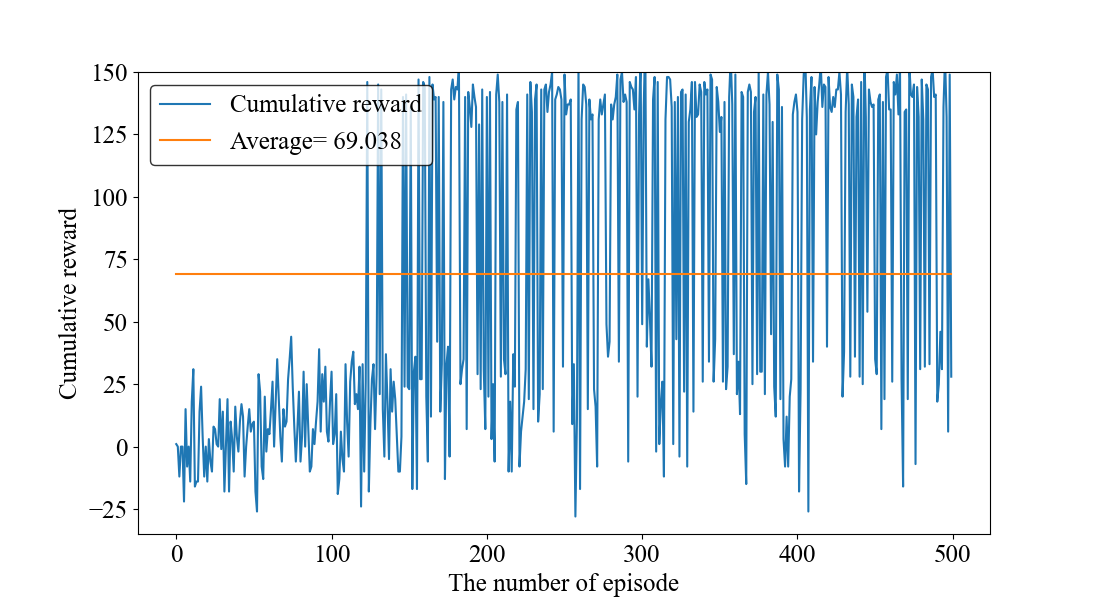 150
125
100
75
50
25
0
−25
Cumulative reward
Cumulative reward
Average= 69.038
0 100 200 300 400 500
The number of episode